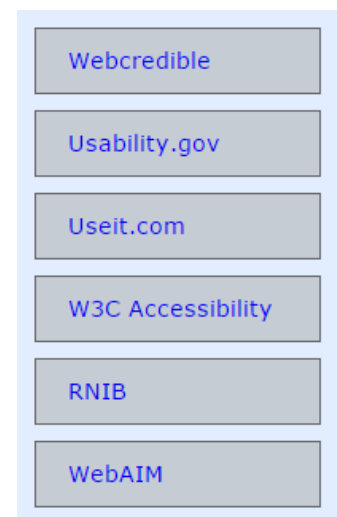 Webcredible
Usability.gov
Useit.com
W3C Accessibility
RNIB
WebAIM